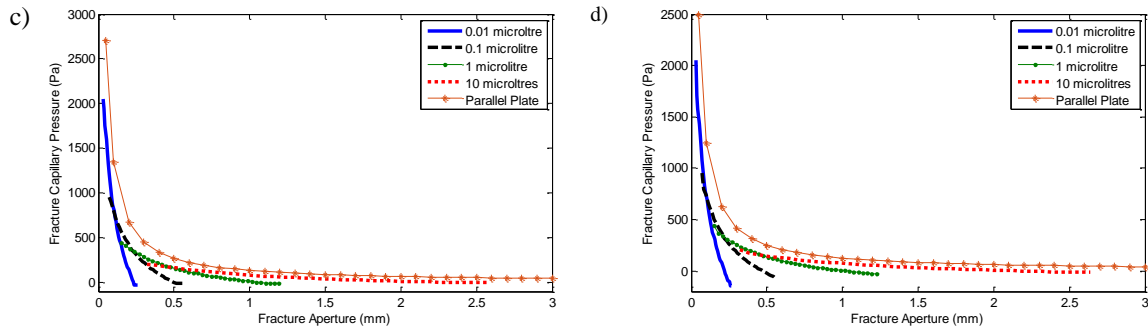 c)
3000
2500
2000
1500
1000
500
0
Fracture Capillary Pressure (Pa)
0 0.5 1 1.5 2 2.5 3
Fracture Aperture (mm)
0.01 microltre
0.1 microlitre
1 microlitre
10 microltres
Parallel Plate
d)
2500
2000
1500
1000
500
0
Fracture Capillary Pressure (Pa)
0 0.5 1 1.5 2 2.5 3
Fracture Aperture (mm)
0.01 microlitre
0.1 microlitre
1 microlitre
10 microlitres
Parallel Plate